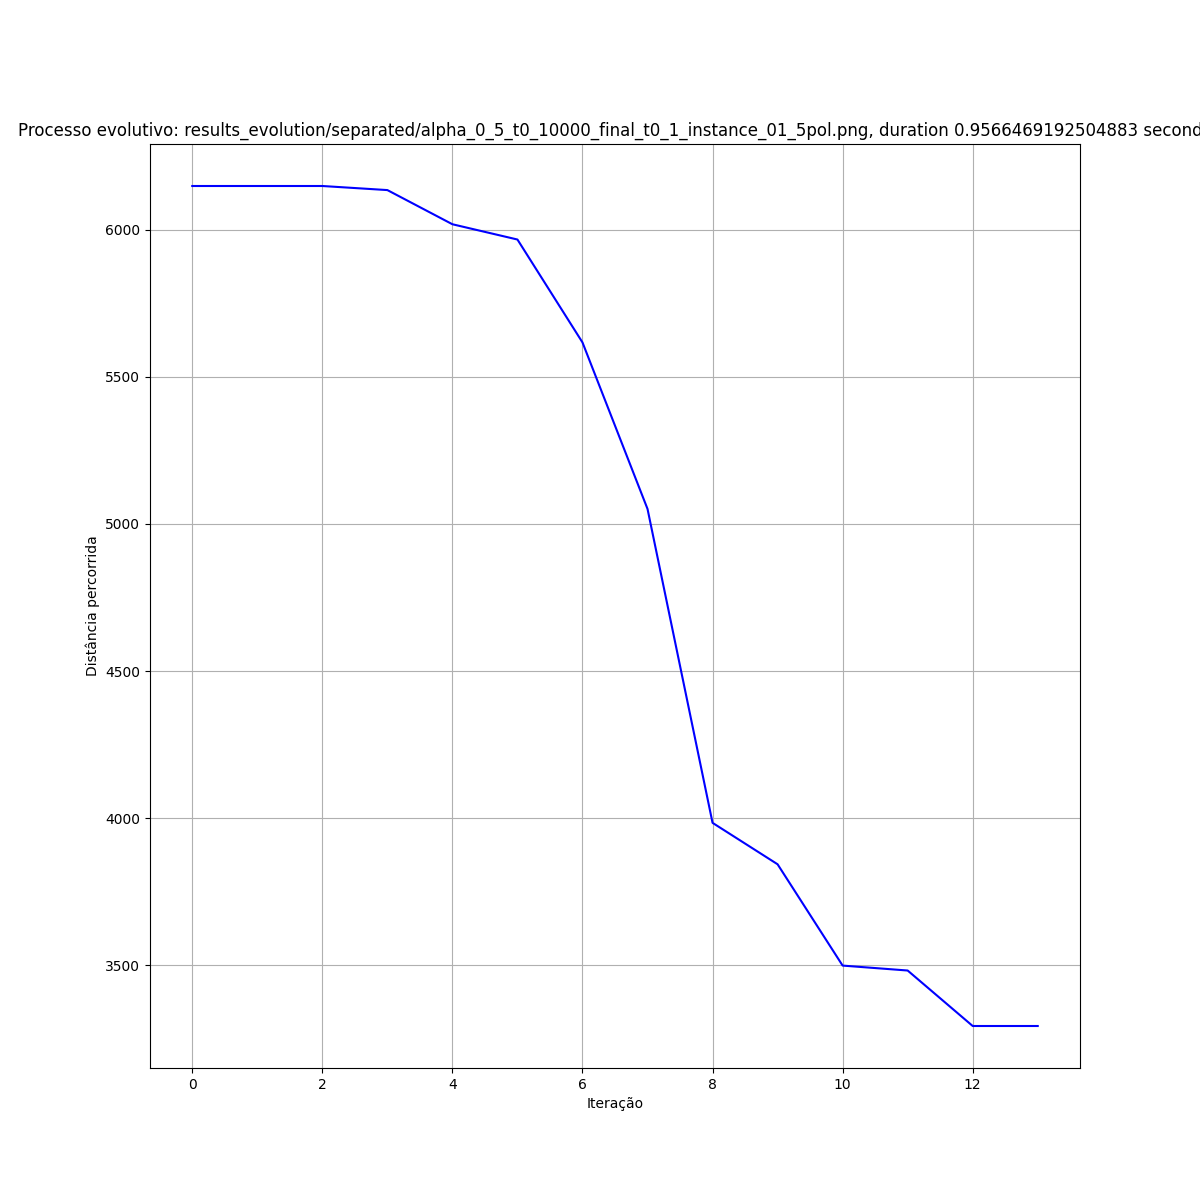 Processo evolutivo: results_evolution/separated/alpha_0_5_t0_10000_final_t0_1_instance_01_5pol.png, duration 0.9566469192504883 second
6000
5500
5000
4500
4000
3500
Distância percorrida
0 2 4 6 8 10 12
Iteração